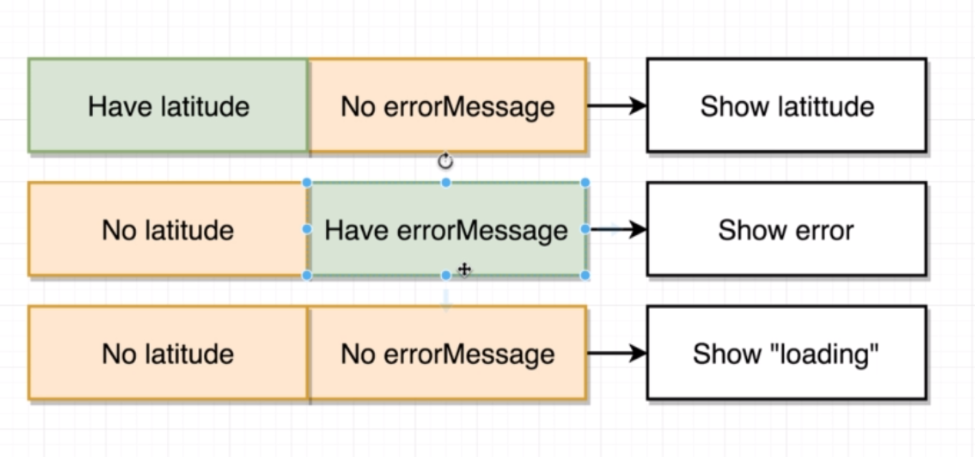 Have latitude No errorMessage Show latittude
No latitude Have errorMessage Show error
No latitude No errorMessage Show "loading"